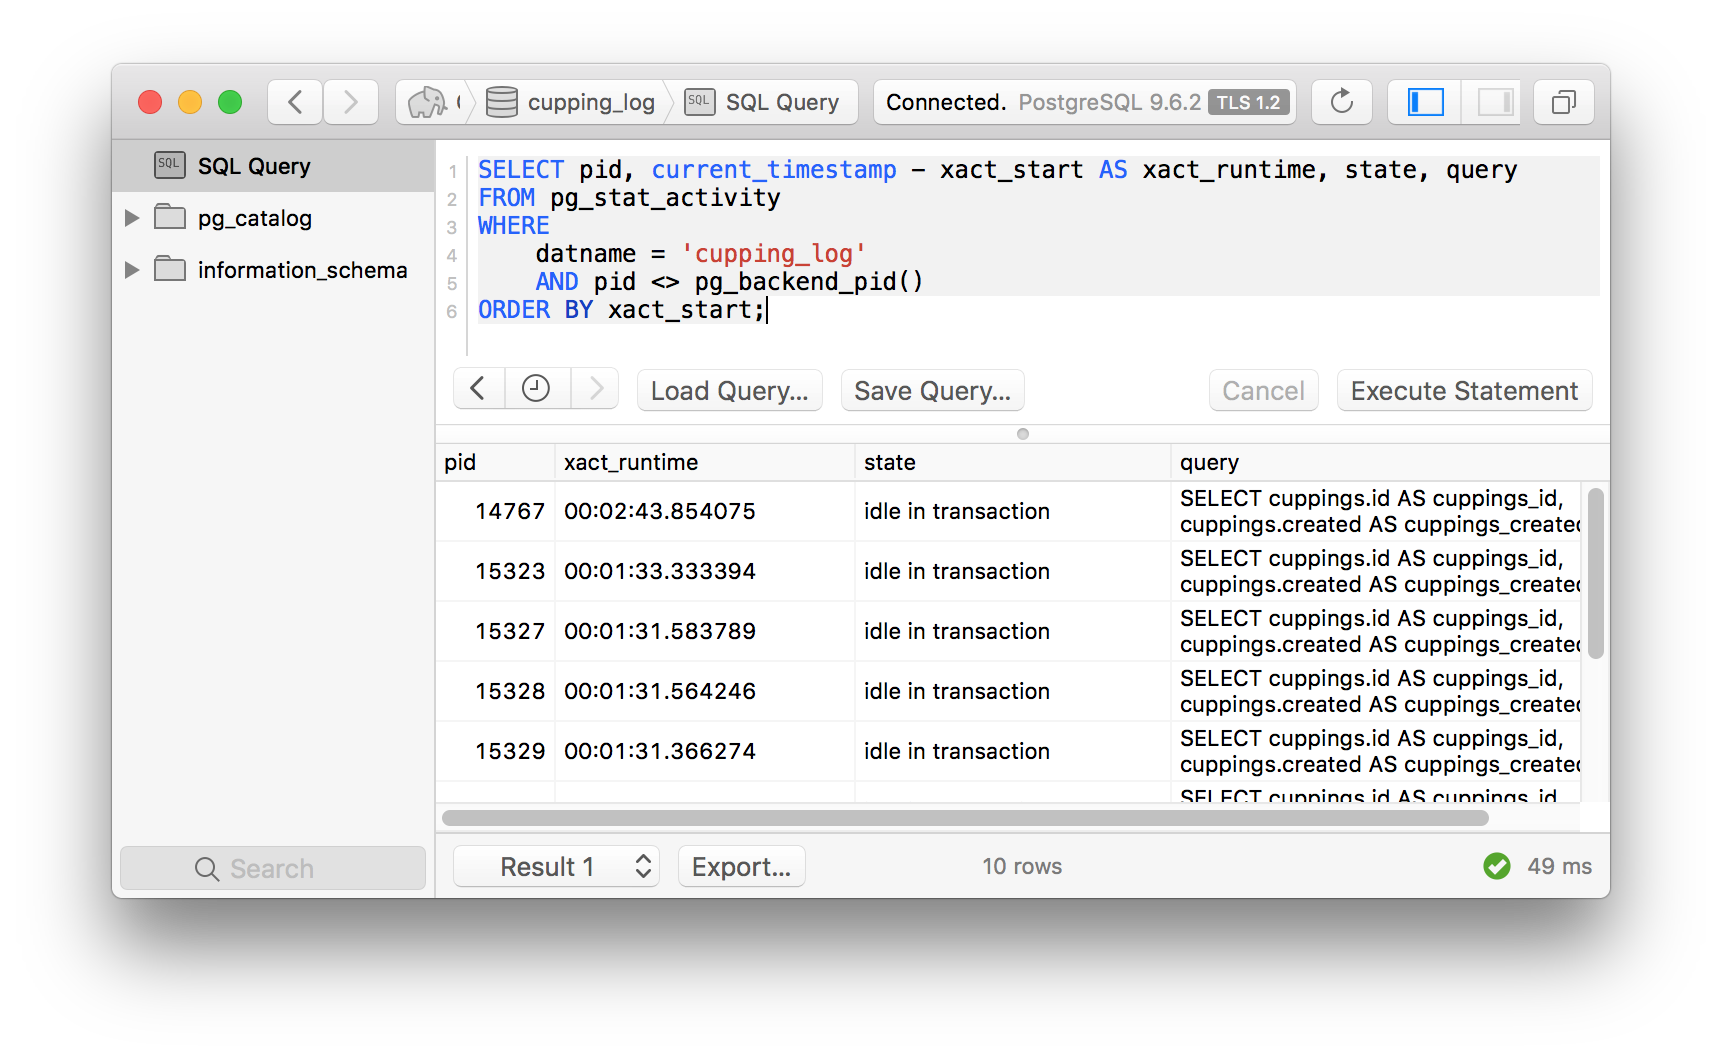 cupping_log
SQL
SQL Query
Connected. PostgreSQL 9.6.2 TLS 1.2
SQL
SQL Query
pg_catalog
information_schema
1 SELECT pid, current_timestamp - xact_start AS xact_runtime, state, query
2 FROM pg_stat_activity
3 WHERE
4 datname = 'cupping_log'
5 AND pid <> pg_backend_pid()
6 ORDER BY xact_start;
Load Query...
Save Query...
Cancel
Execute Statement
pid xact_runtime state query
14767 00:02:43.854075 idle in transaction SELECT cuppings.id AS cuppings_id,
cuppings.created AS cuppings_created
15323 00:01:33.333394 idle in transaction SELECT cuppings.id AS cuppings_id,
cuppings.created AS cuppings_created
15327 00:01:31.583789 idle in transaction SELECT cuppings.id AS cuppings_id,
cuppings.created AS cuppings_created
15328 00:01:31.564246 idle in transaction SELECT cuppings.id AS cuppings_id,
cuppings.created AS cuppings_created
15329 00:01:31.366274 idle in transaction SELECT cuppings.id AS cuppings_id,
cuppings.created AS cuppings_created
SELECT cuppings.id AS cuppings_id,
Search
Result 1
Export...
10 rows
49 ms